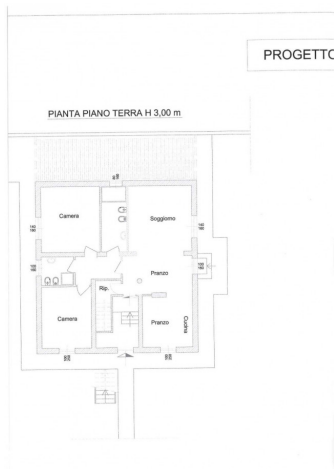 PROGETTO
PIANTA PIANO TERRA H 3,00 m
Camera
Soggiorno
Pranzo
Rip.
Camera
Pranzo
Cucina